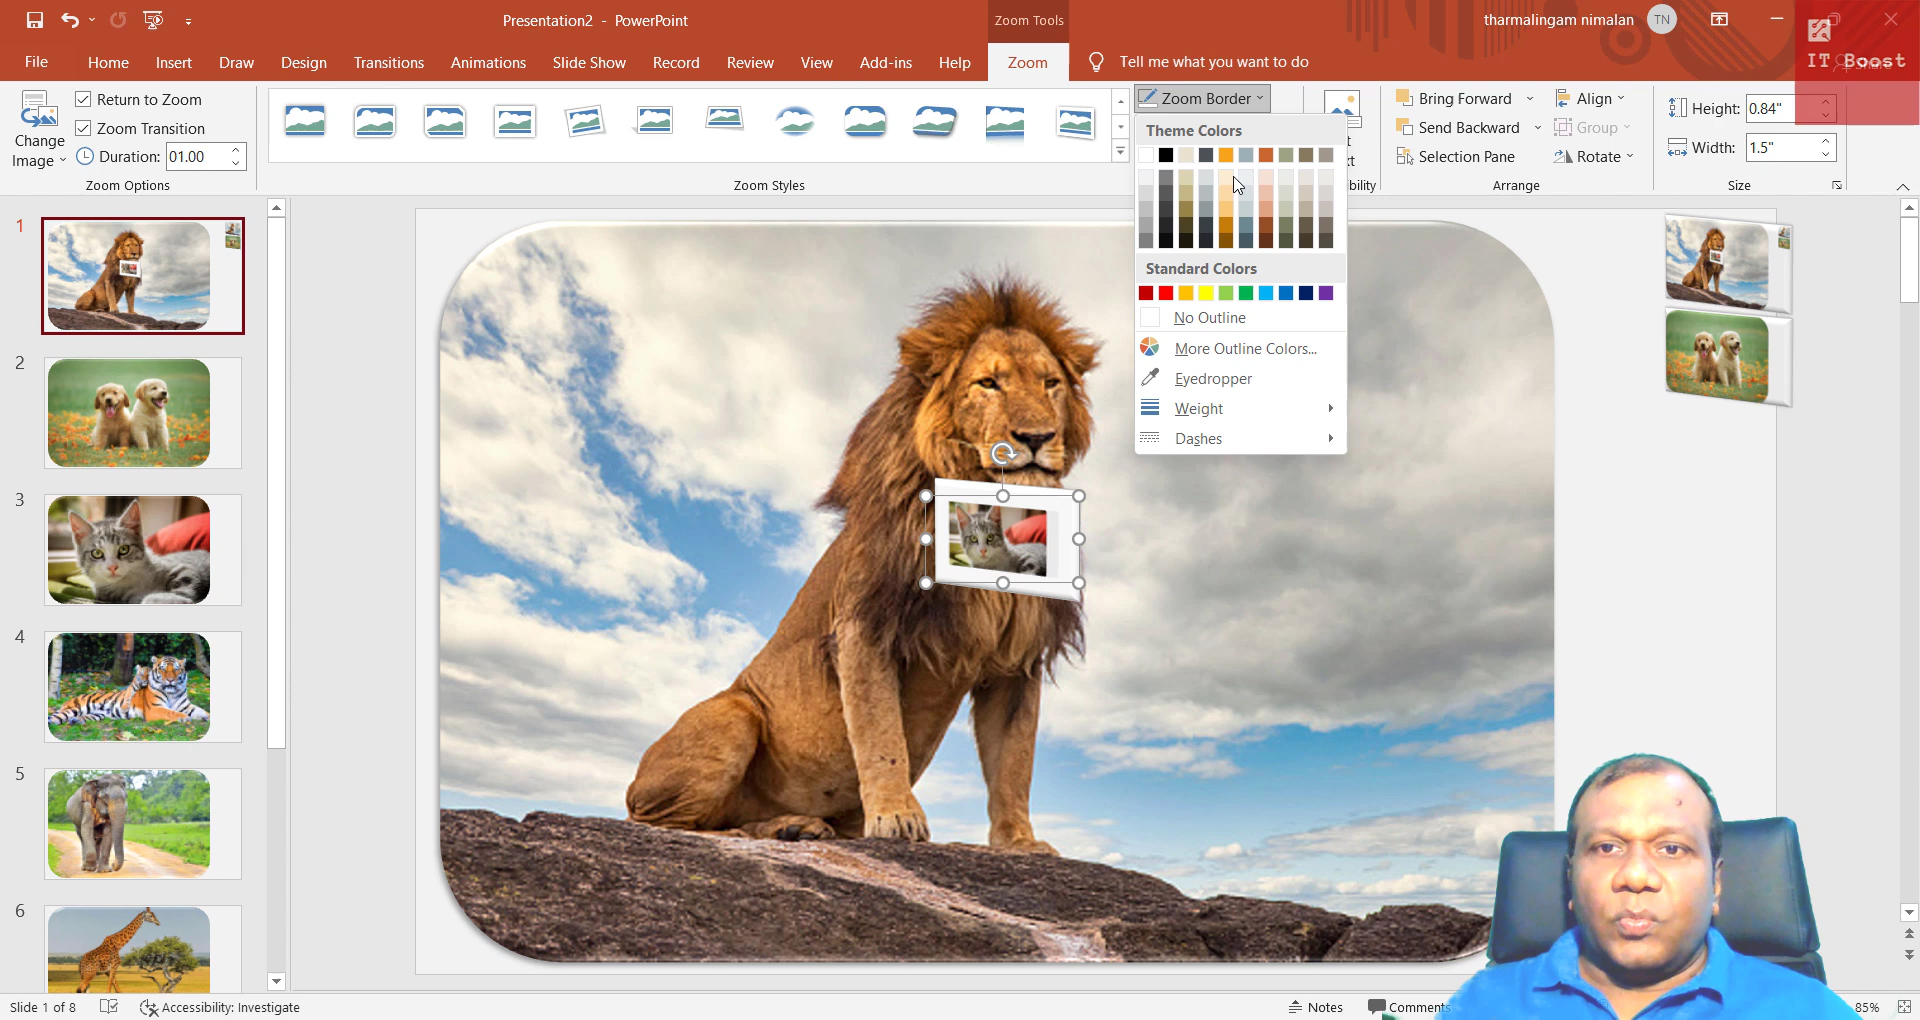 Presentation2 - PowerPoint
Zoom Tools
tharmalingam nimalan
TN
IT Boost
File
Home
Insert
Draw
Design
Transitions
Animations
Slide Show
Record
Review
View
Add-ins
Help
Zoom
Tell me what you want to do
Change
Image
Return to Zoom
Zoom Transition
Duration: 01.00
Zoom Options
Zoom Styles
Zoom Border
Theme Colors
Standard Colors
No Outline
More Outline Colors...
Eyedropper
Weight
Dashes
bility
Bring Forward
Send Backward
Selection Pane
Align
Group
Rotate
Arrange
Height: 0.84"
Width: 1.5"
Size
1
2
3
4
5
6
Slide 1 of 8
Accessibility: Investigate
Notes
Comments
85%